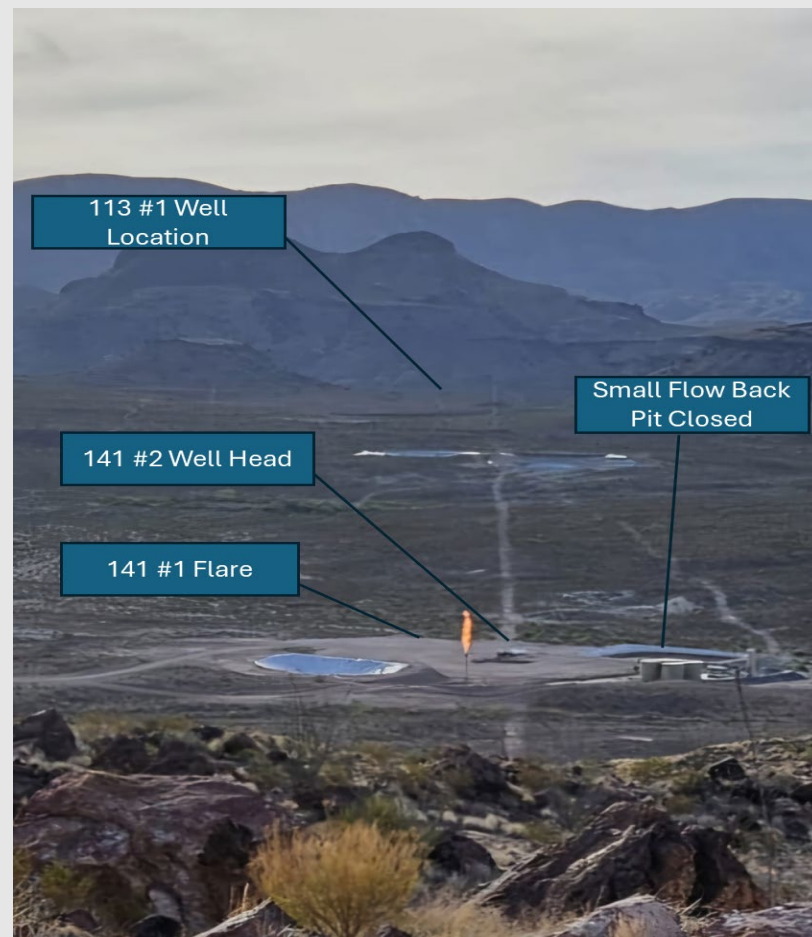 113 #1 Well
Location
Small Flow Back
Pit Closed
141 #2 Well Head
141 #1 Flare